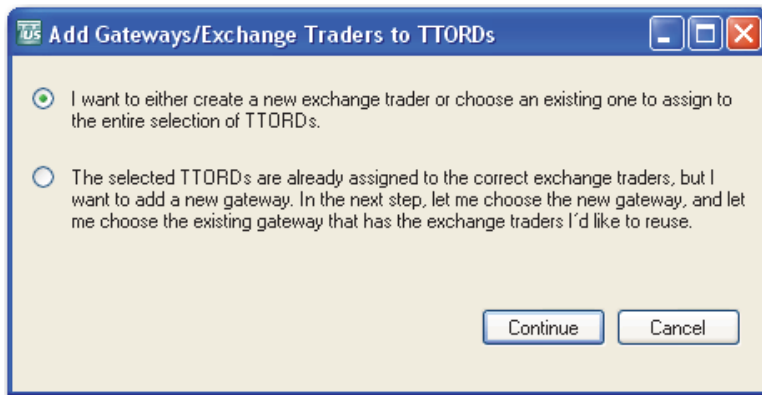 TUS Add Gateways/Exchange Traders to TTORDs
I want to either create a new exchange trader or choose an existing one to assign to
the entire selection of TTORDs.
The selected TTORDs are already assigned to the correct exchange traders, but I
want to add a new gateway. In the next step, let me choose the new gateway, and let
me choose the existing gateway that has the exchange traders I'd like to reuse.
Continue Cancel